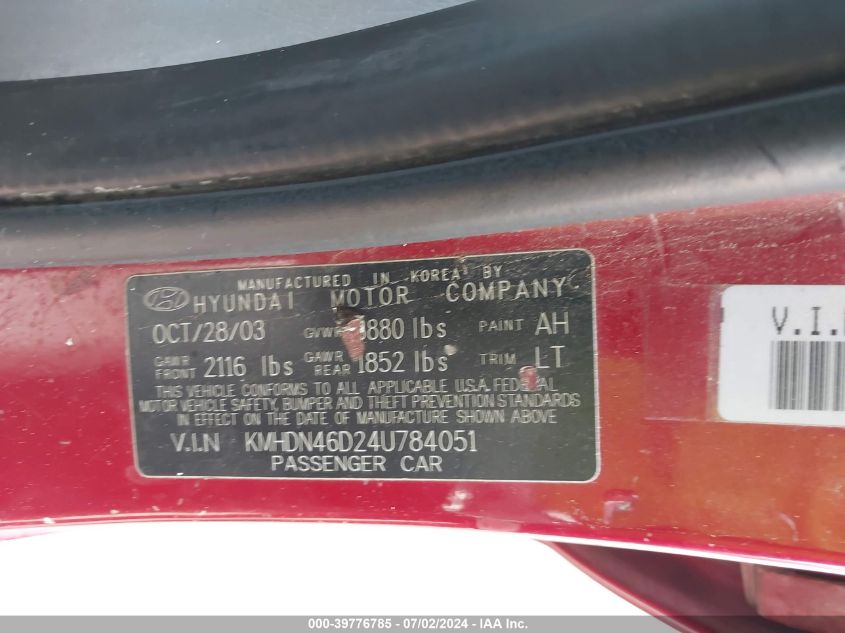 MANUFACTURED IN KOREA BY
HYUNDAI MOTOR COMPANY
OCT/28/03 GVWR 3880 lbs PAINT AH
GAWR FRONT 2116 lbs GAWR REAR 1852 lbs TRIM LT
THIS VEHICLE CONFORMS TO ALL APPLICABLE U.S.A. FEDERAL
MOTOR VEHICLE SAFETY, BUMPER AND THEFT PREVENTION STANDARDS
IN EFFECT ON THE DATE OF MANUFACTURE SHOWN ABOVE
V.I.N KMHDN46D24U784051
PASSENGER CAR
V.I.
000-39776785 / 07/02/2024 - IAA Inc.